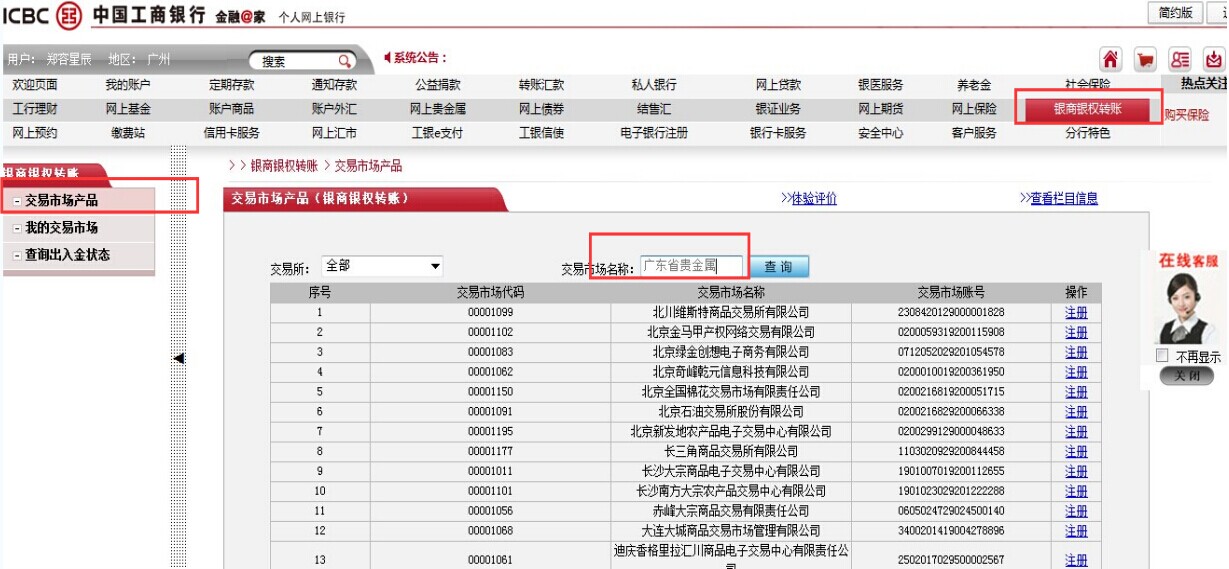 ICBC 中国工商银行 金融@家 个人网上银行 简约版
用户： 郑容星辰 地区： 广州 搜索 系统公告：
欢迎页面 我的账户 定期存款 通知存款 公益捐款 转账汇款 私人银行 网上贷款 银医服务 养老金 社会保险 热点关注
工行理财 网上基金 账户商品 账户外汇 网上贵金属 网上债券 结售汇 银证业务 网上期货 网上保险 银商银权转账 购买保险
网上预约 缴费站 信用卡服务 网上汇市 工银e支付 工银信使 电子银行注册 银行卡服务 安全中心 客户服务 分行特色
银商银权转账
交易市场产品
我的交易市场
查询出入金状态
>> 银商银权转账 > 交易市场产品
交易市场产品（银商银权转账） >>体验评价 >>查看栏目信息
交易所： 全部 交易市场名称： 广东省贵金属 查询
序号 交易市场代码 交易市场名称 交易市场账号 操作
1 00001099 北川维斯特商品交易所有限公司 2308420129000001828 注册
2 00001102 北京金马甲产权网络交易有限公司 0200059319200115908 注册
3 00001083 北京绿金创想电子商务有限公司 0712052029201054578 注册
4 00001062 北京奇峰乾元信息科技有限公司 0200010019200361950 注册
5 00001150 北京全国棉花交易市场有限责任公司 0200216819200051715 注册
6 00001091 北京石油交易所股份有限公司 0200216829200066338 注册
7 00001195 北京新发地农产品电子交易中心有限公司 0200299129000048633 注册
8 00001177 长三角商品交易所有限公司 1103020929200844458 注册
9 00001011 长沙大宗商品电子交易中心有限公司 1901007019200112655 注册
10 00001101 长沙南方大宗农产品交易中心有限公司 1901023029201222288 注册
11 00001056 赤峰大宗商品交易有限责任公司 0605024729024500140 注册
12 00001068 大连大城商品交易市场管理有限公司 3400201419004278896 注册
13 00001061 迪庆香格里拉汇川商品电子交易中心有限责任公 2502017029500002567 注册
在线客服
不再显示
关闭